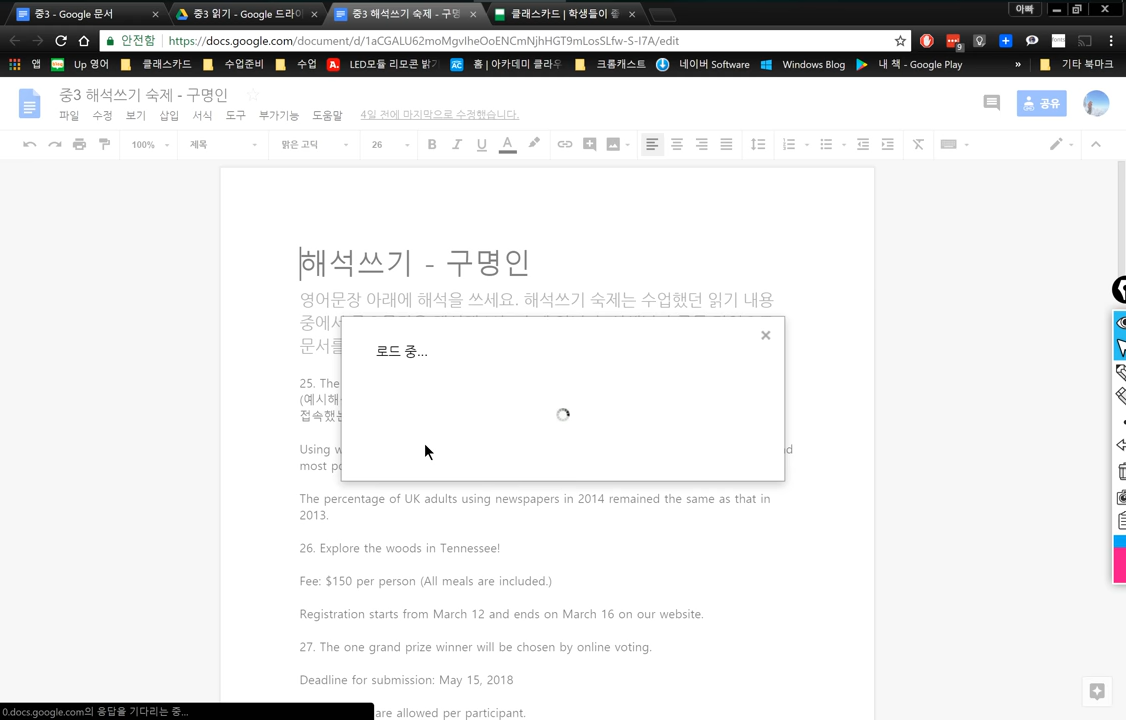 중3 - Google 문서
중3 읽기 - Google 드라이
중3 해석쓰기 숙제 - 구명
클래스카드 | 학생들이 좋
아빠
안전함
https://docs.google.com/document/d/1aCGALU62moMgvIheOoENCmNjhHGT9mLosSLfw-S-I7A/edit
9
앱
Up 영어
클래스카드
수업준비
수업
LED모듈 리모콘 밝기
홈 | 아카데미 클라우
크롬캐스트
네이버 Software
Windows Blog
내 책 - Google Play
»
기타 북마크
중3 해석쓰기 숙제 - 구명인
파일 수정 보기 삽입 서식 도구 부가기능 도움말 4일 전에 마지막으로 수정했습니다.
공유
100% 제목 맑은 고딕 26 B I U A
해석쓰기 - 구명인
영어문장 아래에 해석을 쓰세요. 해석쓰기 숙제는 수업했던 읽기 내용
중에서
문서를
로드 중...
25. The
(예시해
접속했는
Using w
d
most po
The percentage of UK adults using newspapers in 2014 remained the same as that in
2013.
26. Explore the woods in Tennessee!
Fee: $150 per person (All meals are included.)
Registration starts from March 12 and ends on March 16 on our website.
27. The one grand prize winner will be chosen by online voting.
Deadline for submission: May 15, 2018
are allowed per participant.
0.docs.google.com의 응답을 기다리는 중...